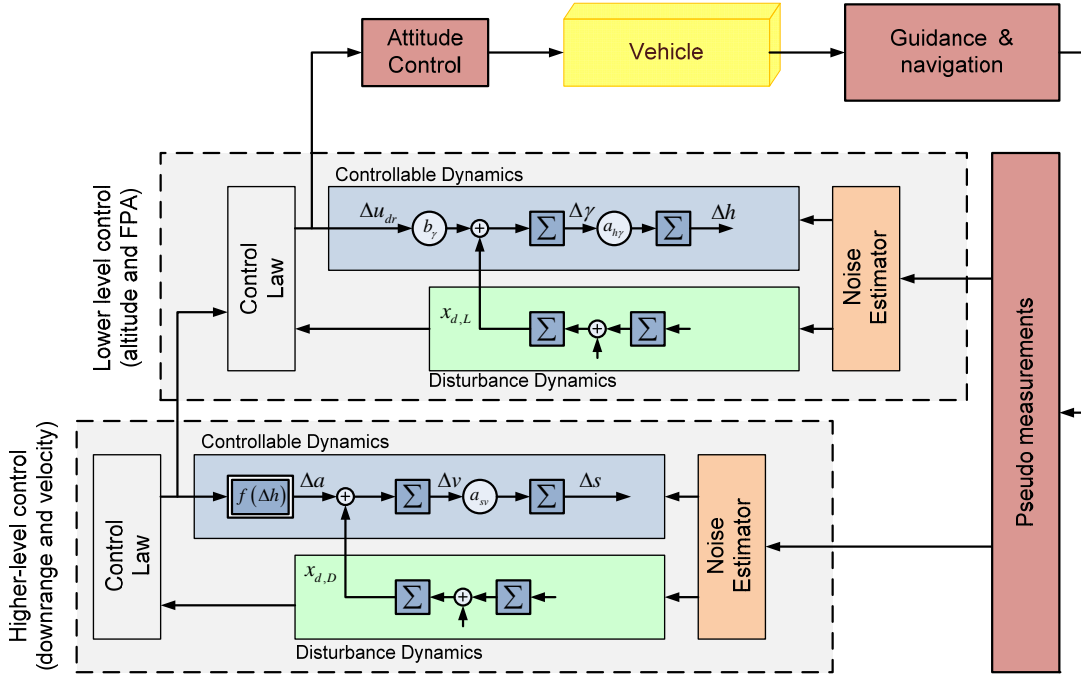 Attitude
Control
Vehicle
Guidance &
navigation
Lower level control
(altitude and FPA)
Control
Law
Controllable Dynamics
Δu_dr
b_γ
+
∑
Δγ
a_hγ
∑
Δh
x_d,L
∑
+
∑
Disturbance Dynamics
Noise
Estimator
Pseudo measurements
Higher-level control
(downrange and velocity)
Control
Law
Controllable Dynamics
f(Δh)
Δa
+
∑
Δv
a_sv
∑
Δs
x_d,D
∑
+
∑
Disturbance Dynamics
Noise
Estimator